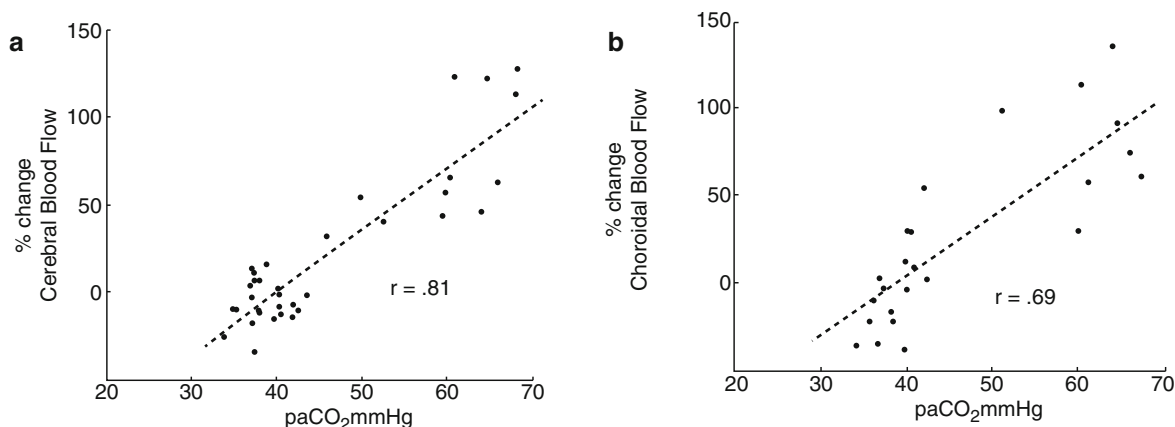 a
% change
Cerebral Blood Flow
150
100
50
0
r = .81
20 30 40 50 60 70
paCO₂mmHg
b
% change
Choroidal Blood Flow
150
100
50
0
r = .69
20 30 40 50 60 70
paCO₂mmHg